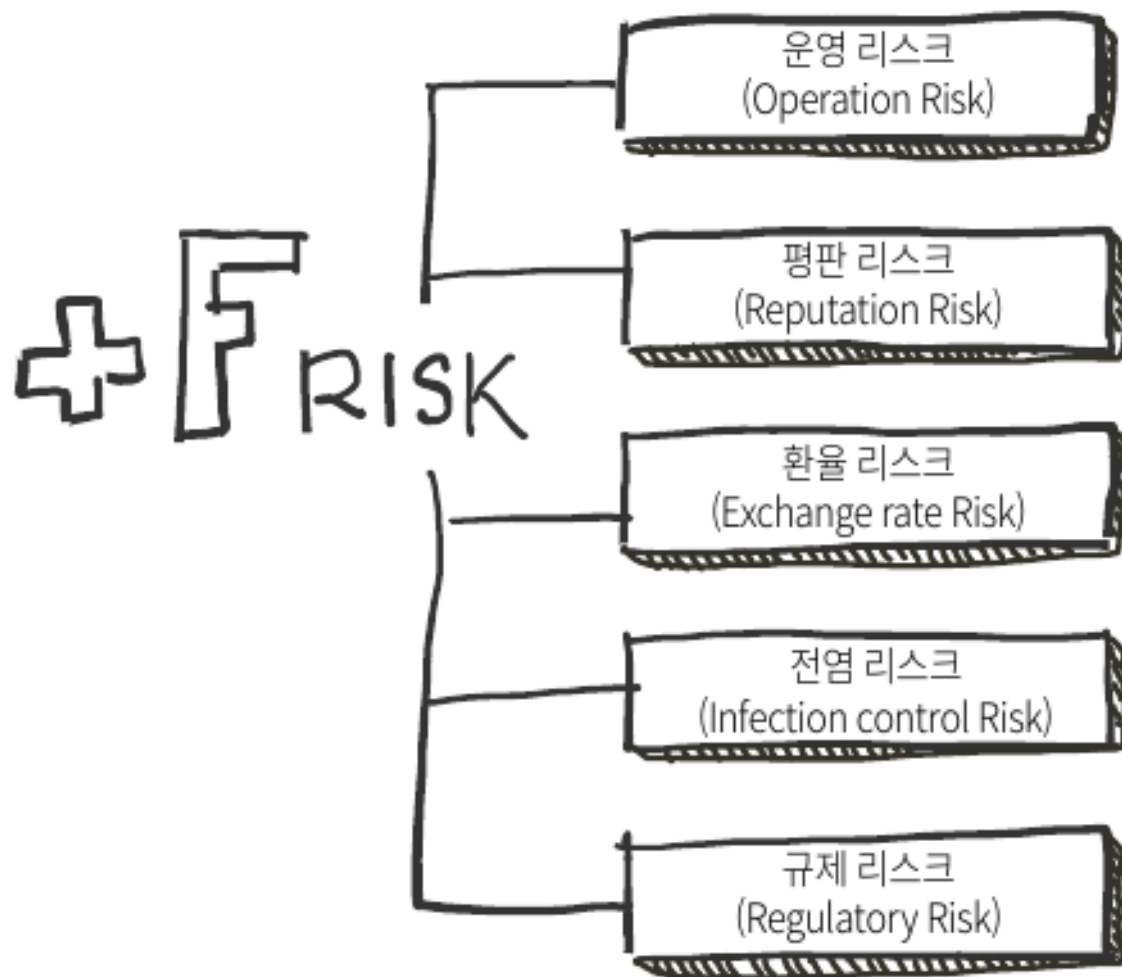 +F RISK
운영 리스크
(Operation Risk)
평판 리스크
(Reputation Risk)
환율 리스크
(Exchange rate Risk)
전염 리스크
(Infection control Risk)
규제 리스크
(Regulatory Risk)